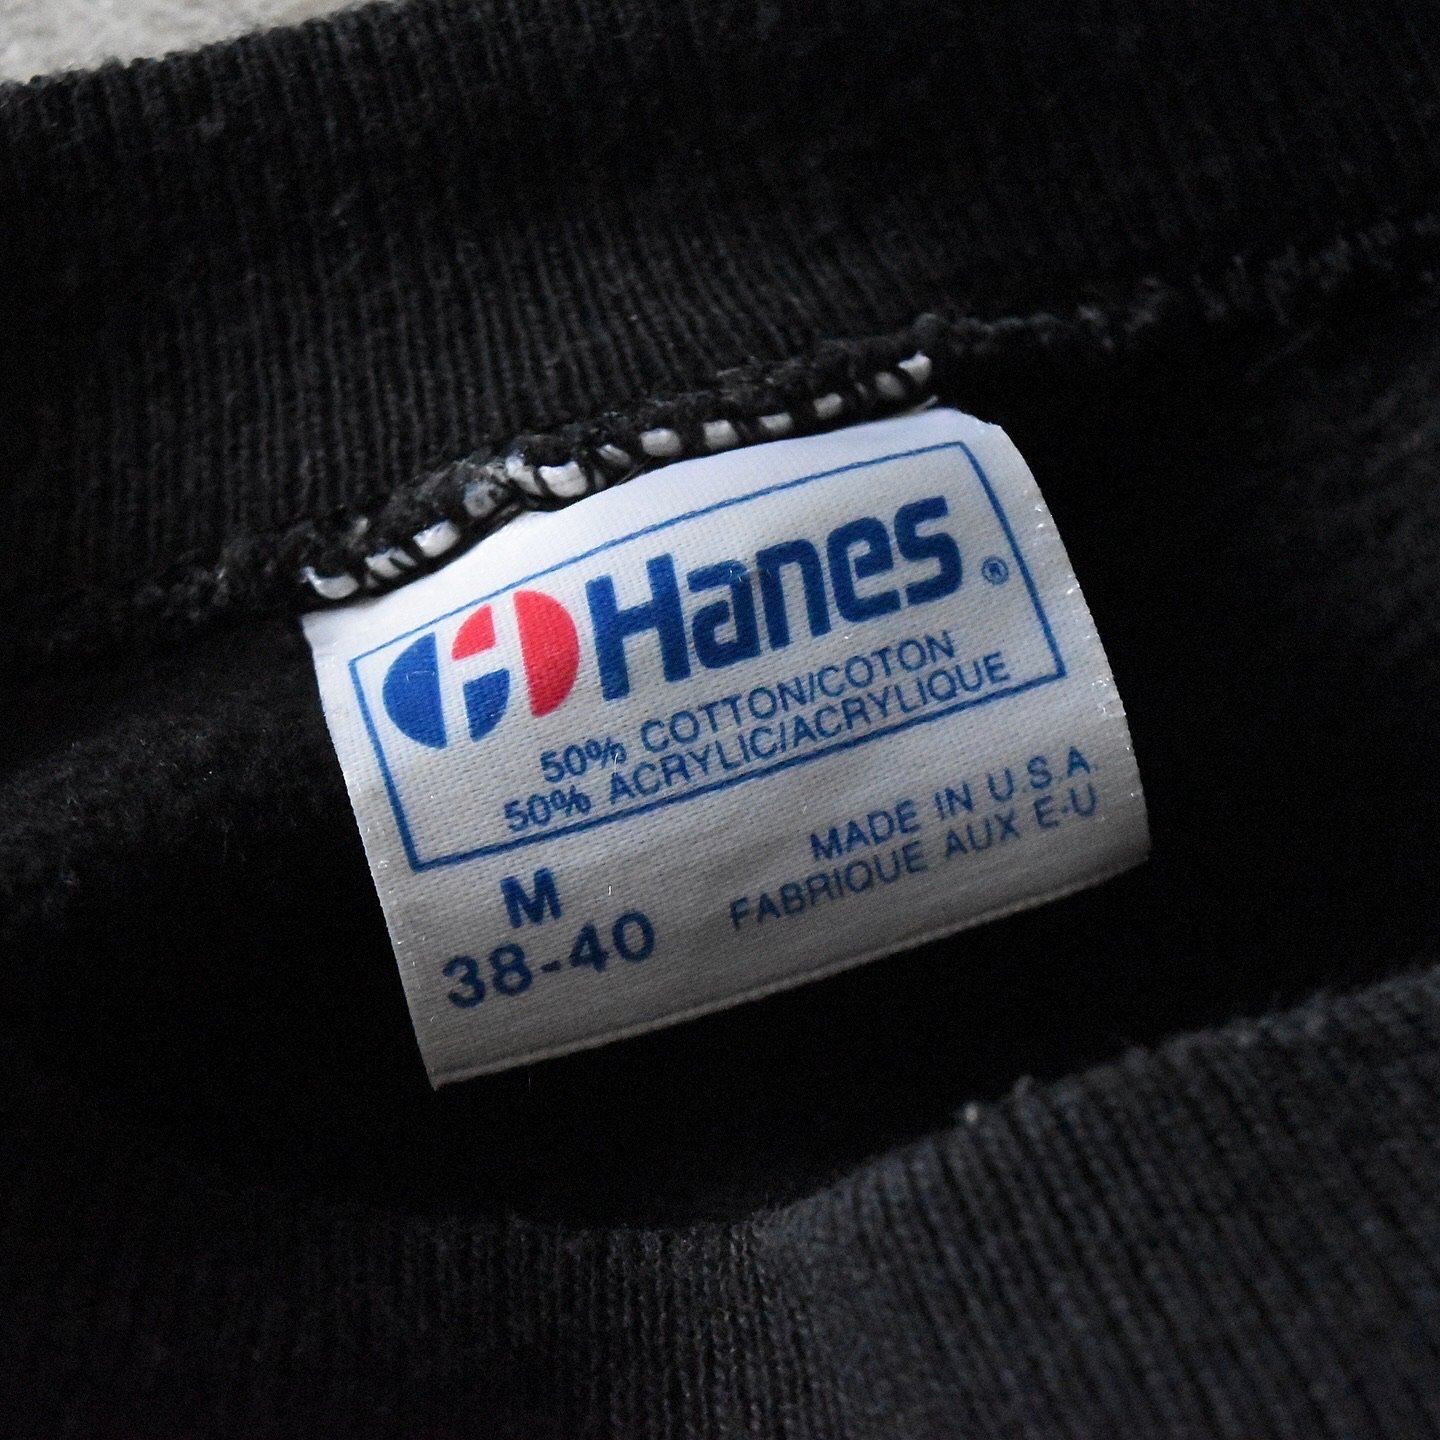 Hanes®
50% COTTON/COTON
50% ACRYLIC/ACRYLIQUE
M
38-40
MADE IN U.S.A.
FABRIQUE AUX E-U